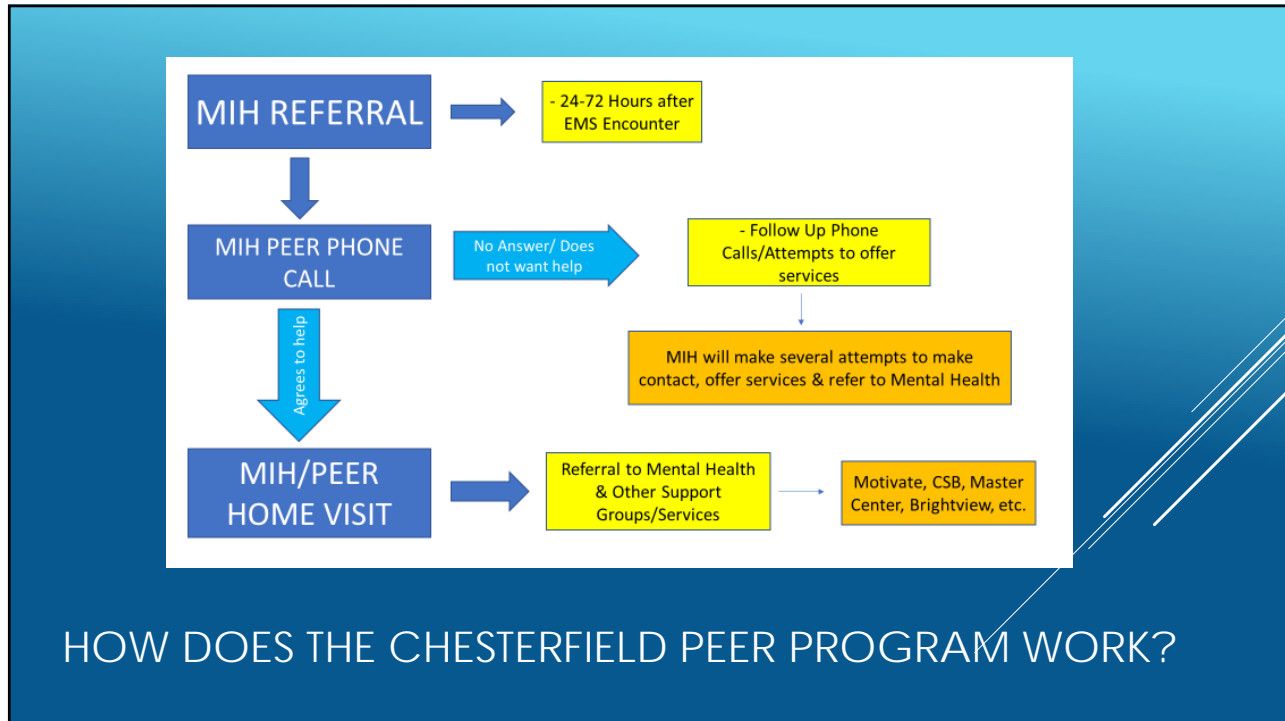 MIH REFERRAL
- 24-72 Hours after
EMS Encounter
MIH PEER PHONE
CALL
No Answer/ Does
not want help
- Follow Up Phone
Calls/Attempts to offer
services
MIH will make several attempts to make
contact, offer services & refer to Mental Health
Agrees to help
MIH/PEER
HOME VISIT
Referral to Mental Health
& Other Support
Groups/Services
Motivate, CSB, Master
Center, Brightview, etc.
HOW DOES THE CHESTERFIELD PEER PROGRAM WORK?